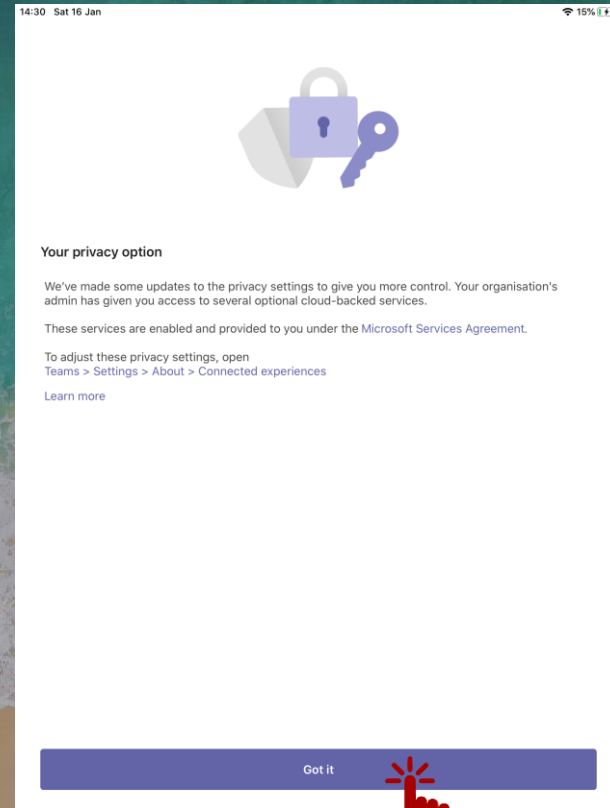 14:30 Sat 16 Jan 15%
Your privacy option
We've made some updates to the privacy settings to give you more control. Your organisation's
admin has given you access to several optional cloud-backed services.
These services are enabled and provided to you under the Microsoft Services Agreement.
To adjust these privacy settings, open
Teams > Settings > About > Connected experiences
Learn more
Got it